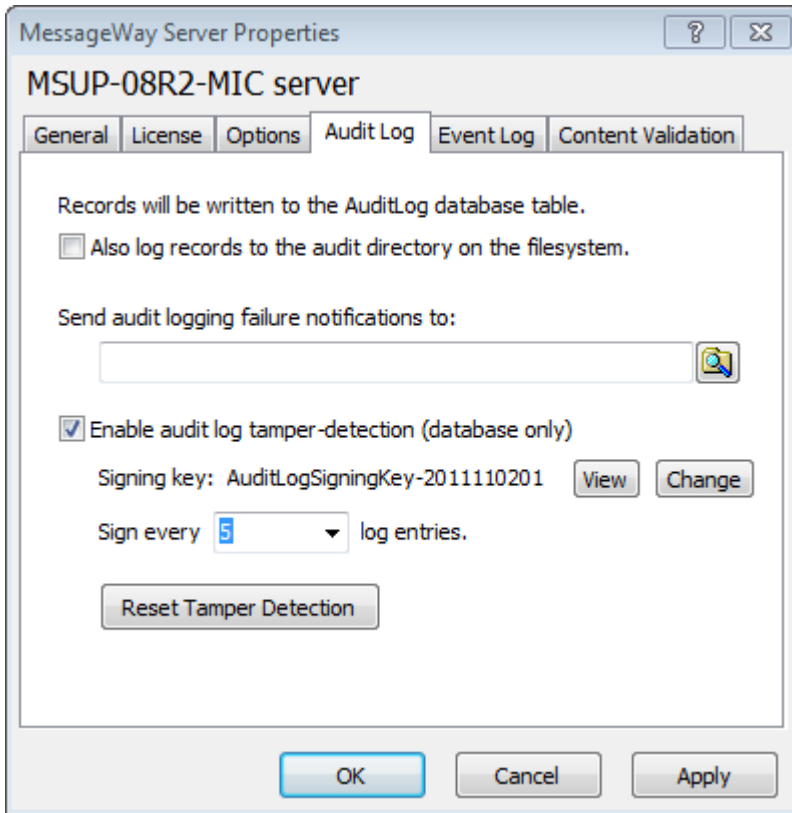 MessageWay Server Properties
MSUP-08R2-MIC server
General License Options Audit Log Event Log Content Validation
Records will be written to the AuditLog database table.
Also log records to the audit directory on the filesystem.
Send audit logging failure notifications to:
Enable audit log tamper-detection (database only)
Signing key: AuditLogSigningKey-2011110201 View Change
Sign every 5 log entries.
Reset Tamper Detection
OK Cancel Apply